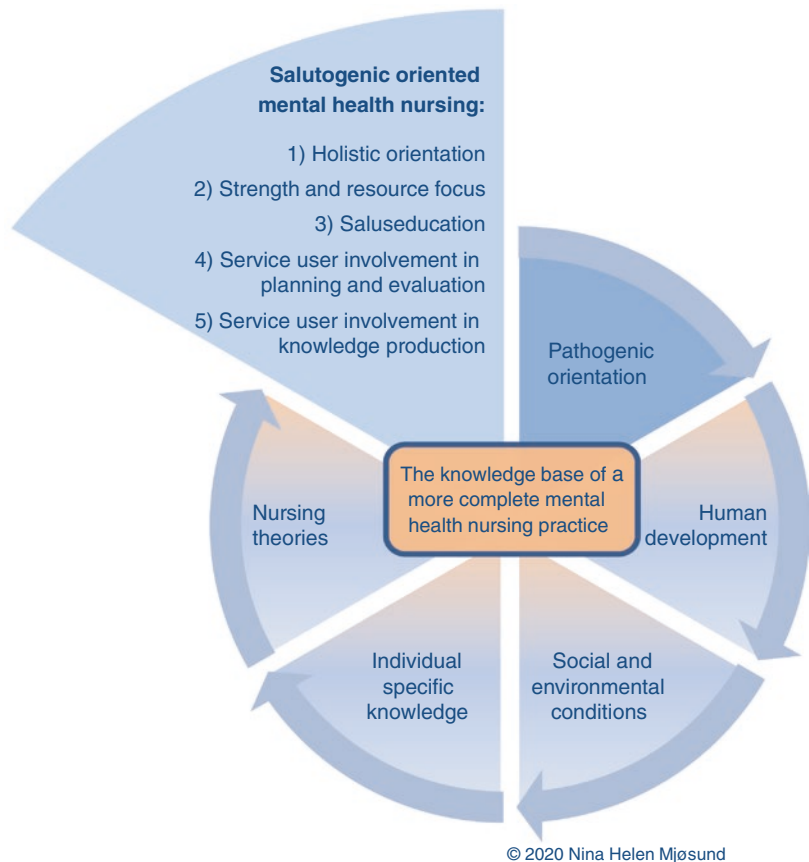 Salutogenic oriented
mental health nursing:
1) Holistic orientation
2) Strength and resource focus
3) Saluseducation
4) Service user involvement in
planning and evaluation
5) Service user involvement in
knowledge production
Pathogenic
orientation
Human
development
Social and
environmental
conditions
Individual
specific
knowledge
Nursing
theories
The knowledge base of a
more complete mental
health nursing practice
© 2020 Nina Helen Mjøsund